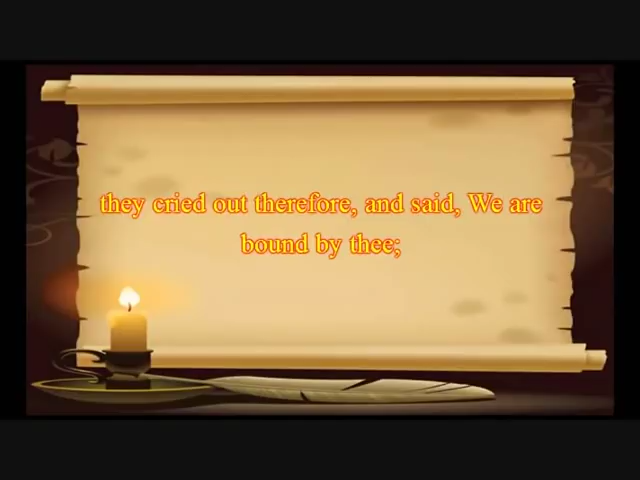 they cried out therefore, and said, We are
bound by thee;